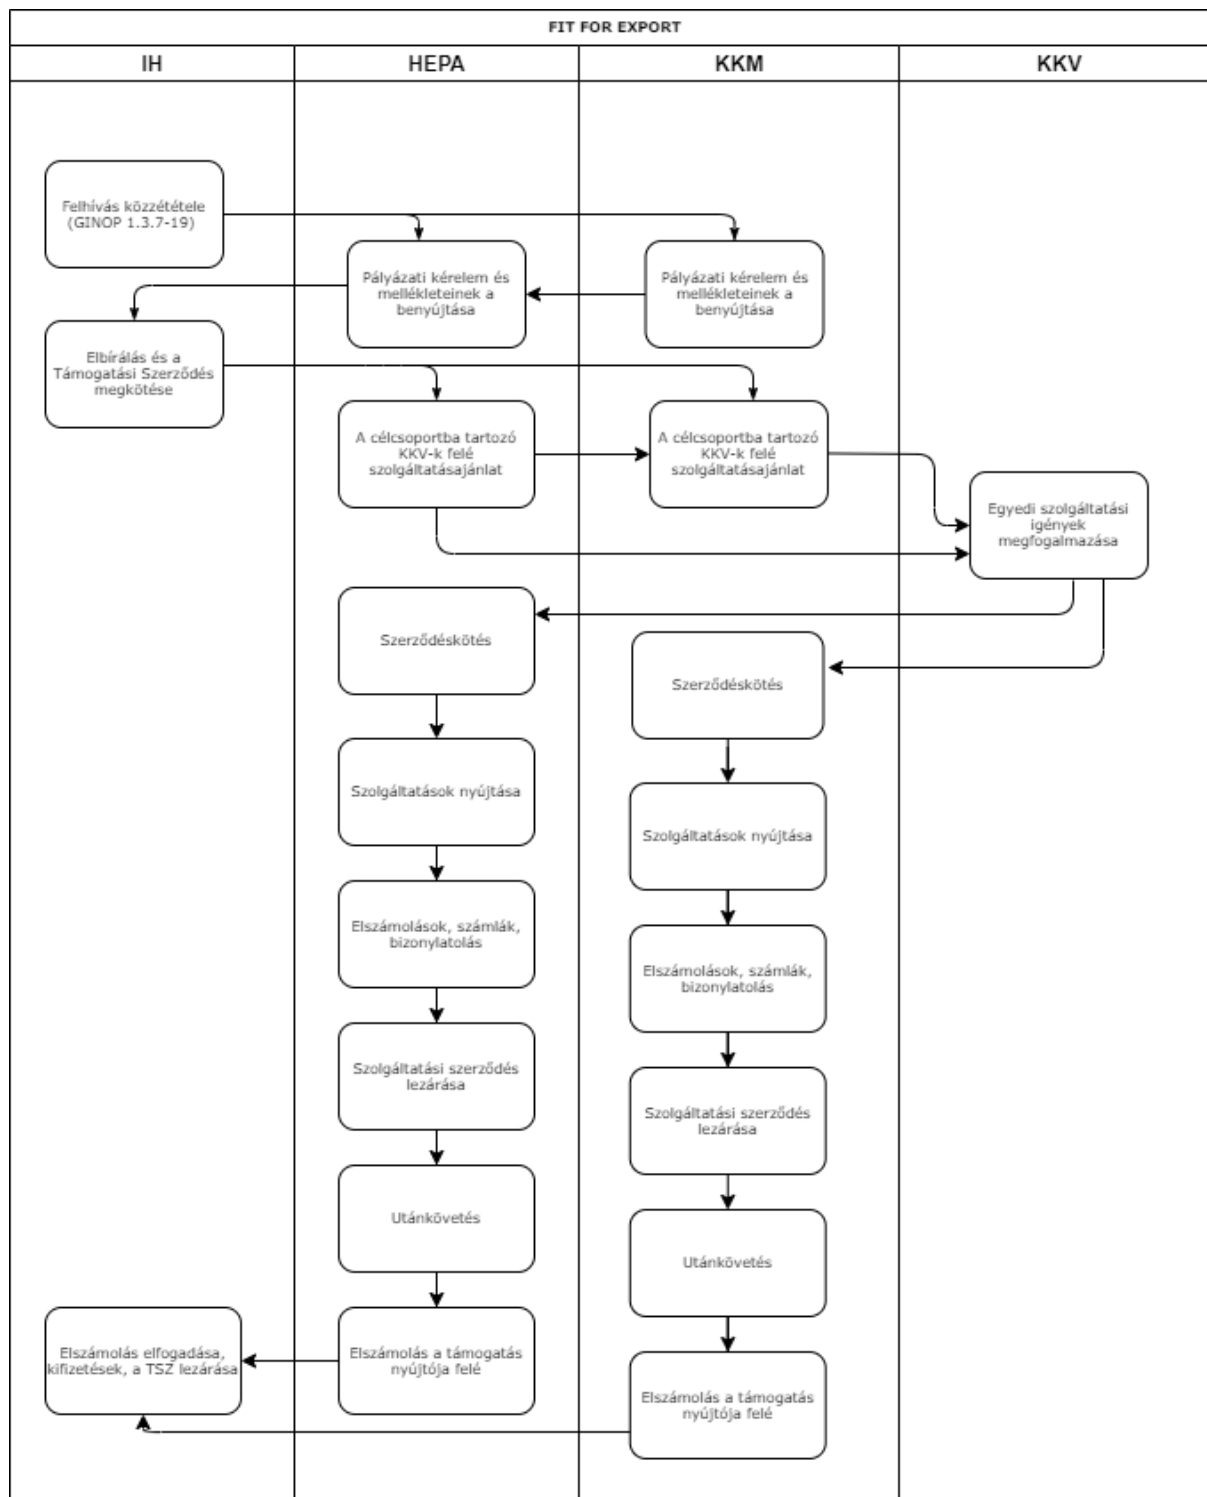 FIT FOR EXPORT
IH
HEPA
KKM
KKV
Felhívás közzététele
(GINOP 1.3.7-19)
Pályázati kérelem és
mellékleteinek a
benyújtása
Pályázati kérelem és
mellékleteinek a
benyújtása
Elbírálás és a
Támogatási Szerződés
megkötése
A célcsoportba tartozó
KKV-k felé
szolgáltatásajánlat
A célcsoportba tartozó
KKV-k felé
szolgáltatásajánlat
Egyedi szolgáltatási
igények
megfogalmazása
Szerződéskötés
Szerződéskötés
Szolgáltatások nyújtása
Szolgáltatások nyújtása
Elszámolások, számlák,
bizonylatolás
Elszámolások, számlák,
bizonylatolás
Szolgáltatási szerződés
lezárása
Szolgáltatási szerződés
lezárása
Utánkövetés
Utánkövetés
Elszámolás elfogadása,
kifizetések, a TSZ lezárása
Elszámolás a támogatás
nyújtója felé
Elszámolás a támogatás
nyújtója felé